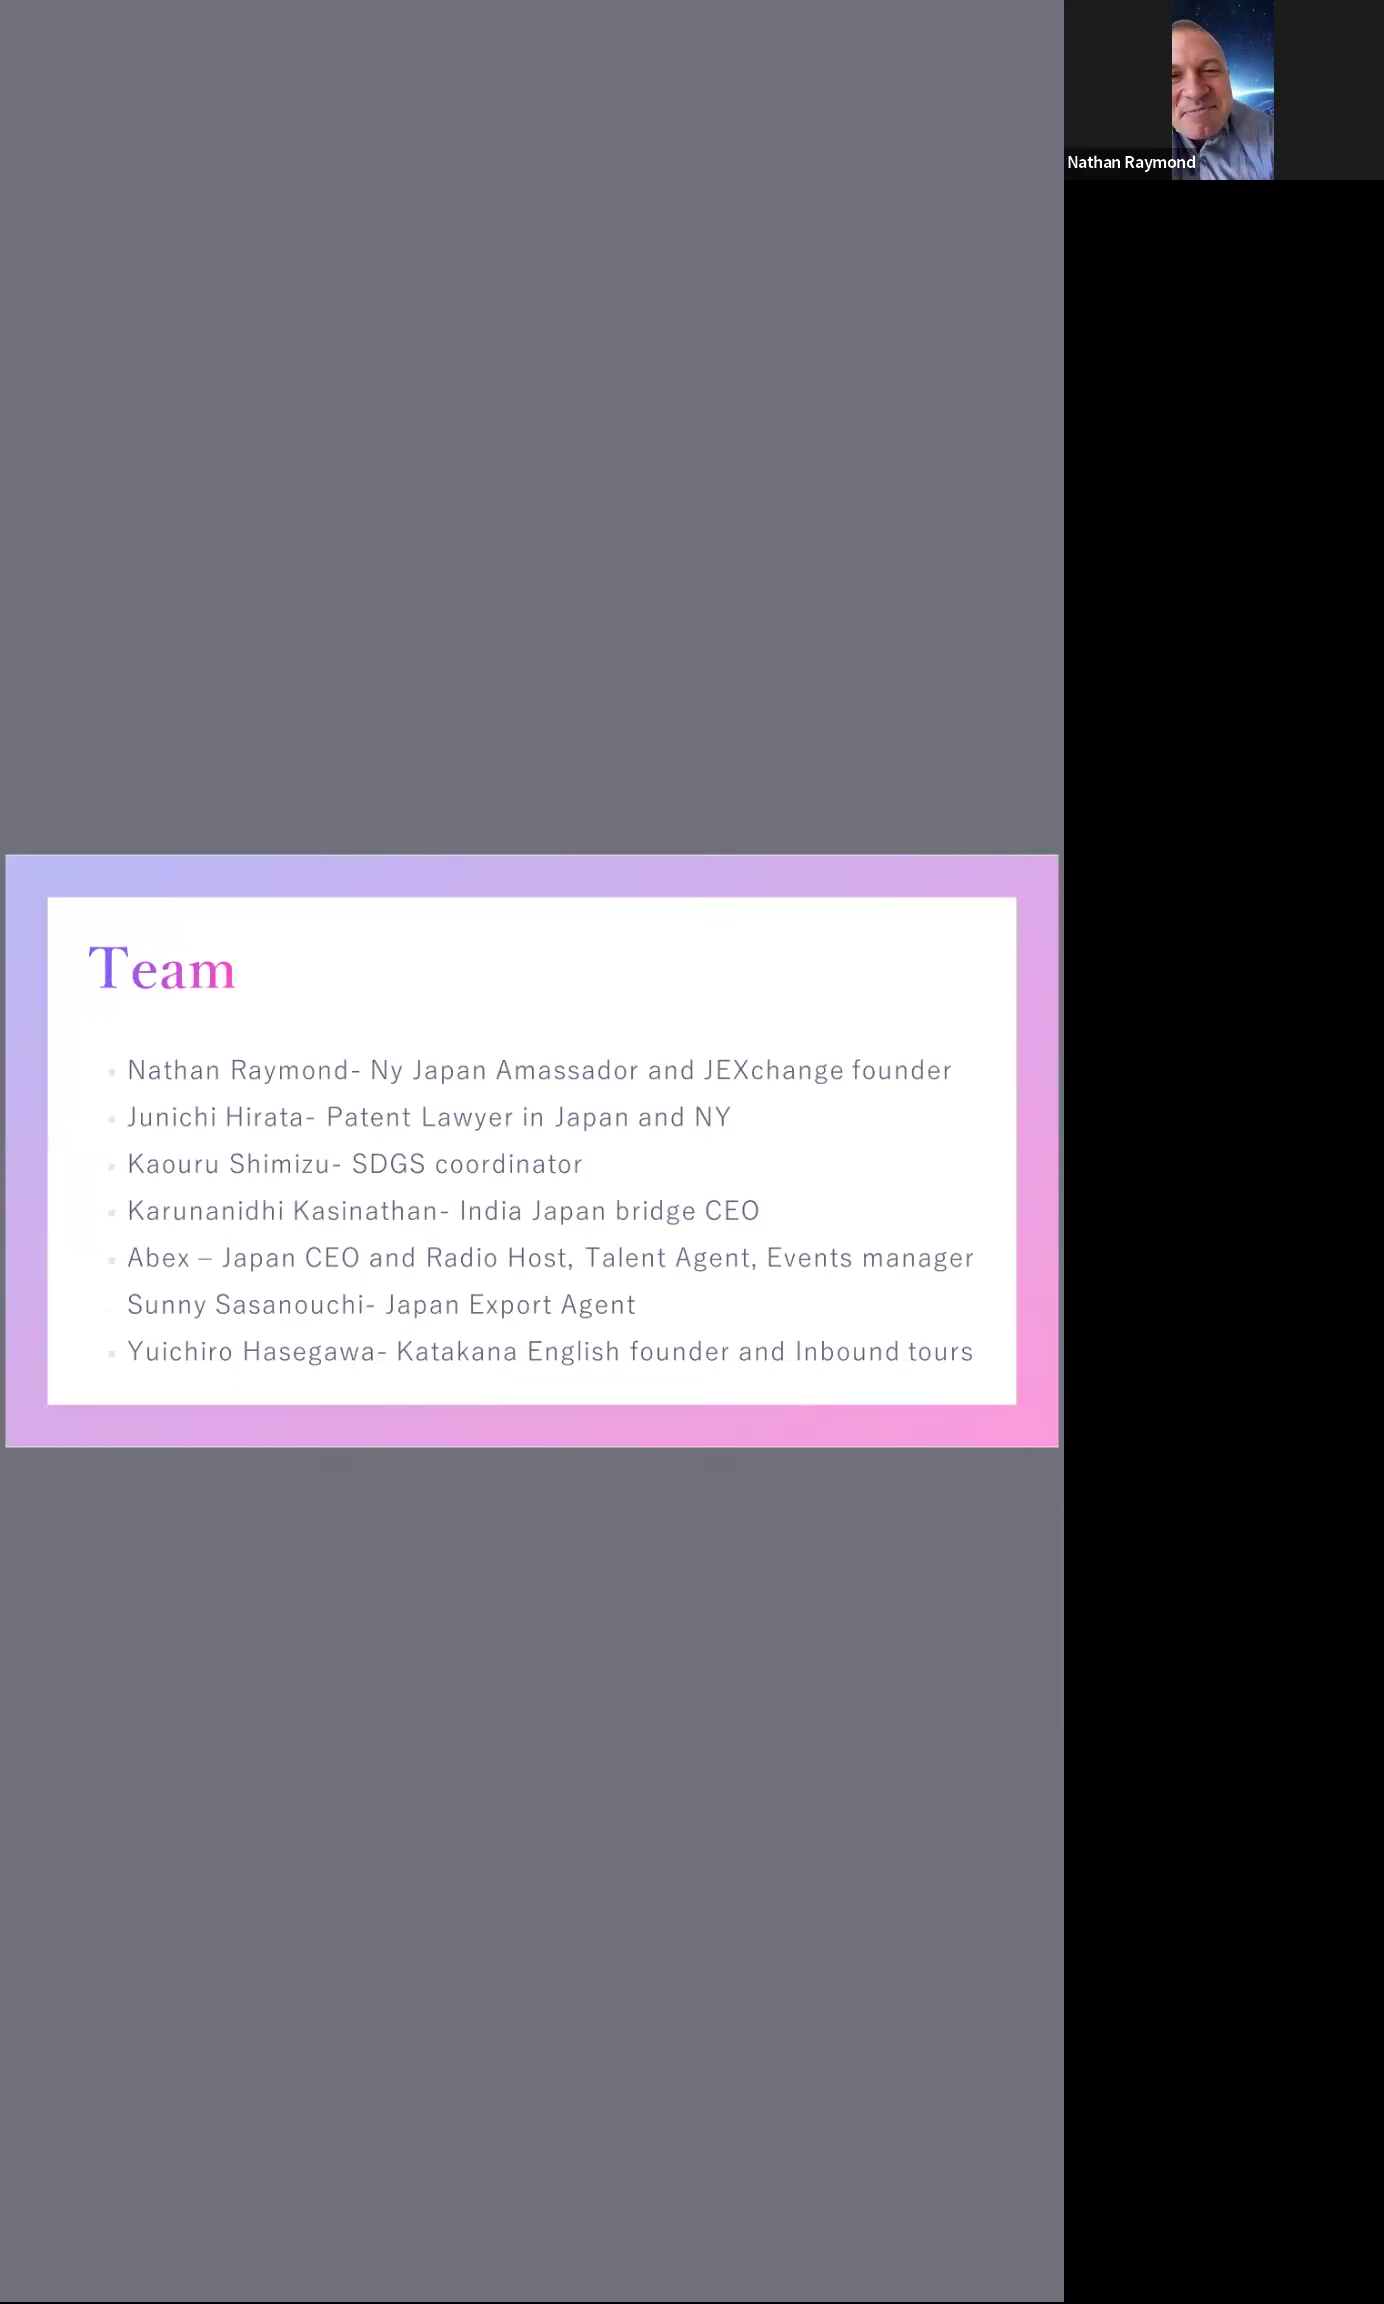 Nathan Raymond
Team
Nathan Raymond- Ny Japan Amassador and JEXchange founder
Junichi Hirata- Patent Lawyer in Japan and NY
Kaouru Shimizu- SDGS coordinator
Karunanidhi Kasinathan- India Japan bridge CEO
Abex – Japan CEO and Radio Host, Talent Agent, Events manager
Sunny Sasanouchi- Japan Export Agent
Yuichiro Hasegawa- Katakana English founder and Inbound tours